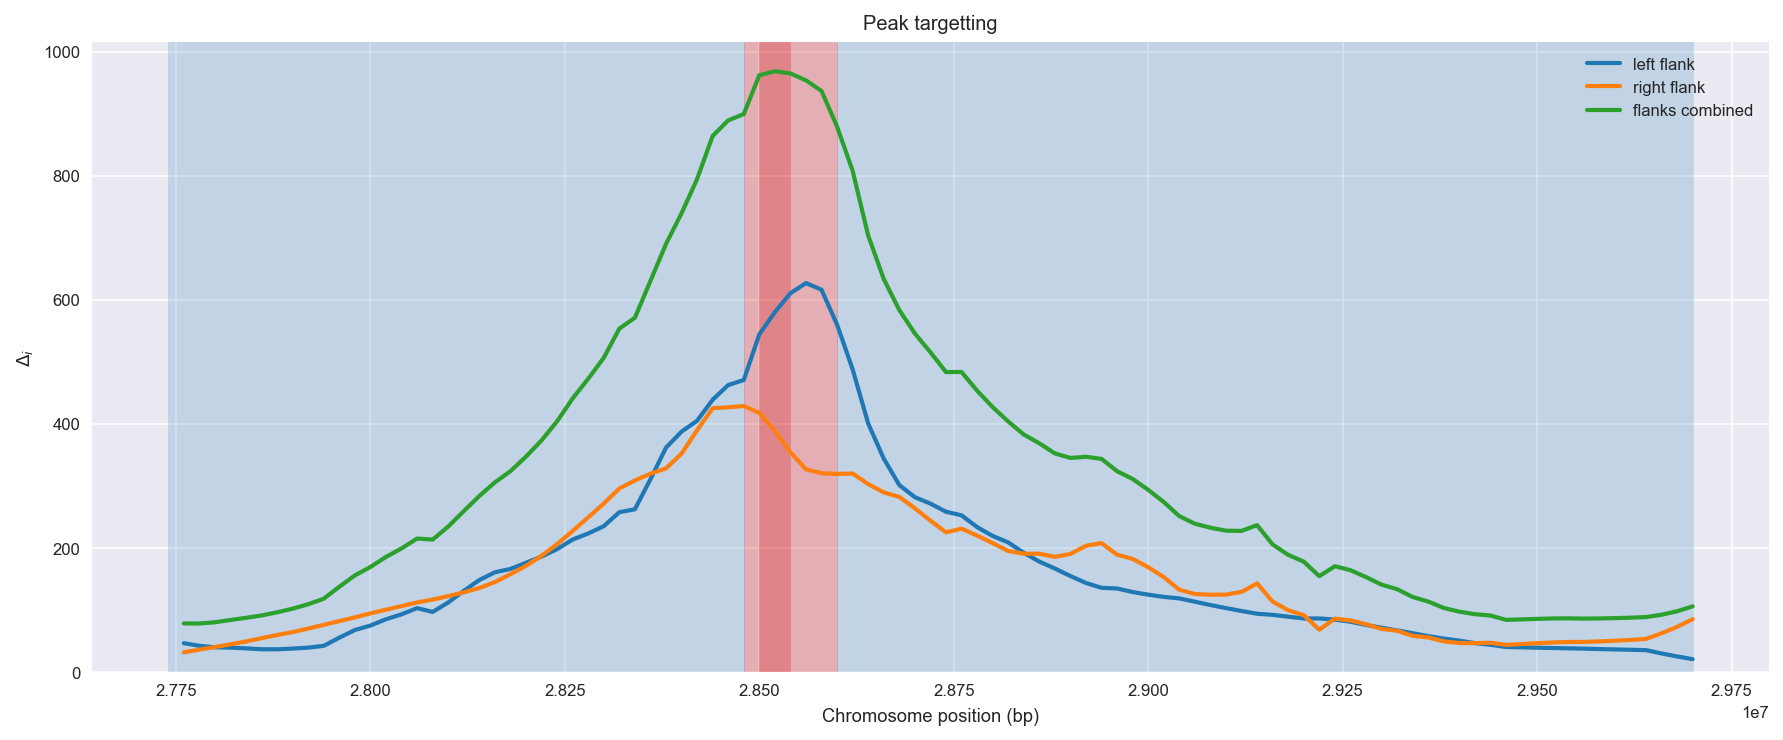 Peak targetting
1000
800
600
400
200
0
Δi
left flank
right flank
flanks combined
2.775 2.800 2.825 2.850 2.875 2.900 2.925 2.950 2.975
1e7
Chromosome position (bp)